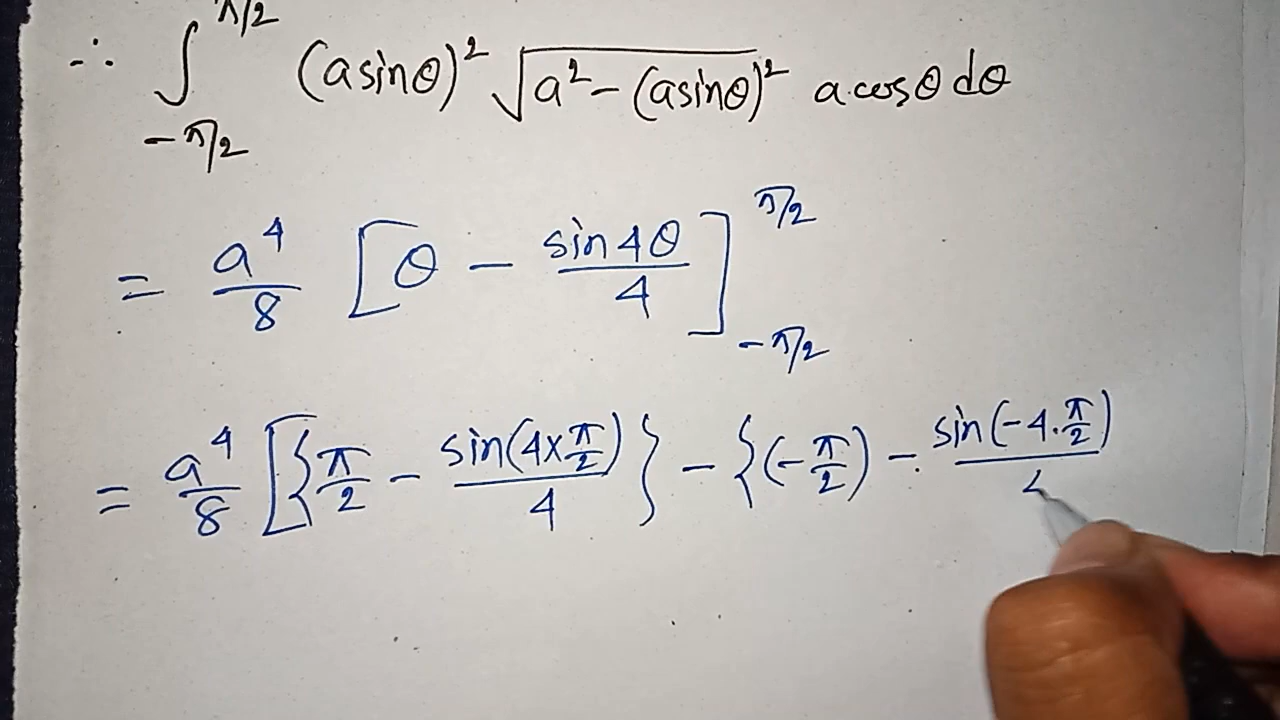 ∴ ∫_{-π/2}^{π/2} (a sinθ)² √(a² - (a sinθ)²) a.cosθ dθ
= a⁴/8 [θ - sin4θ/4]_{-π/2}^{π/2}
= a⁴/8 [{π/2 - sin(4×π/2)/4} - {(-π/2) - sin(-4.π/2)/